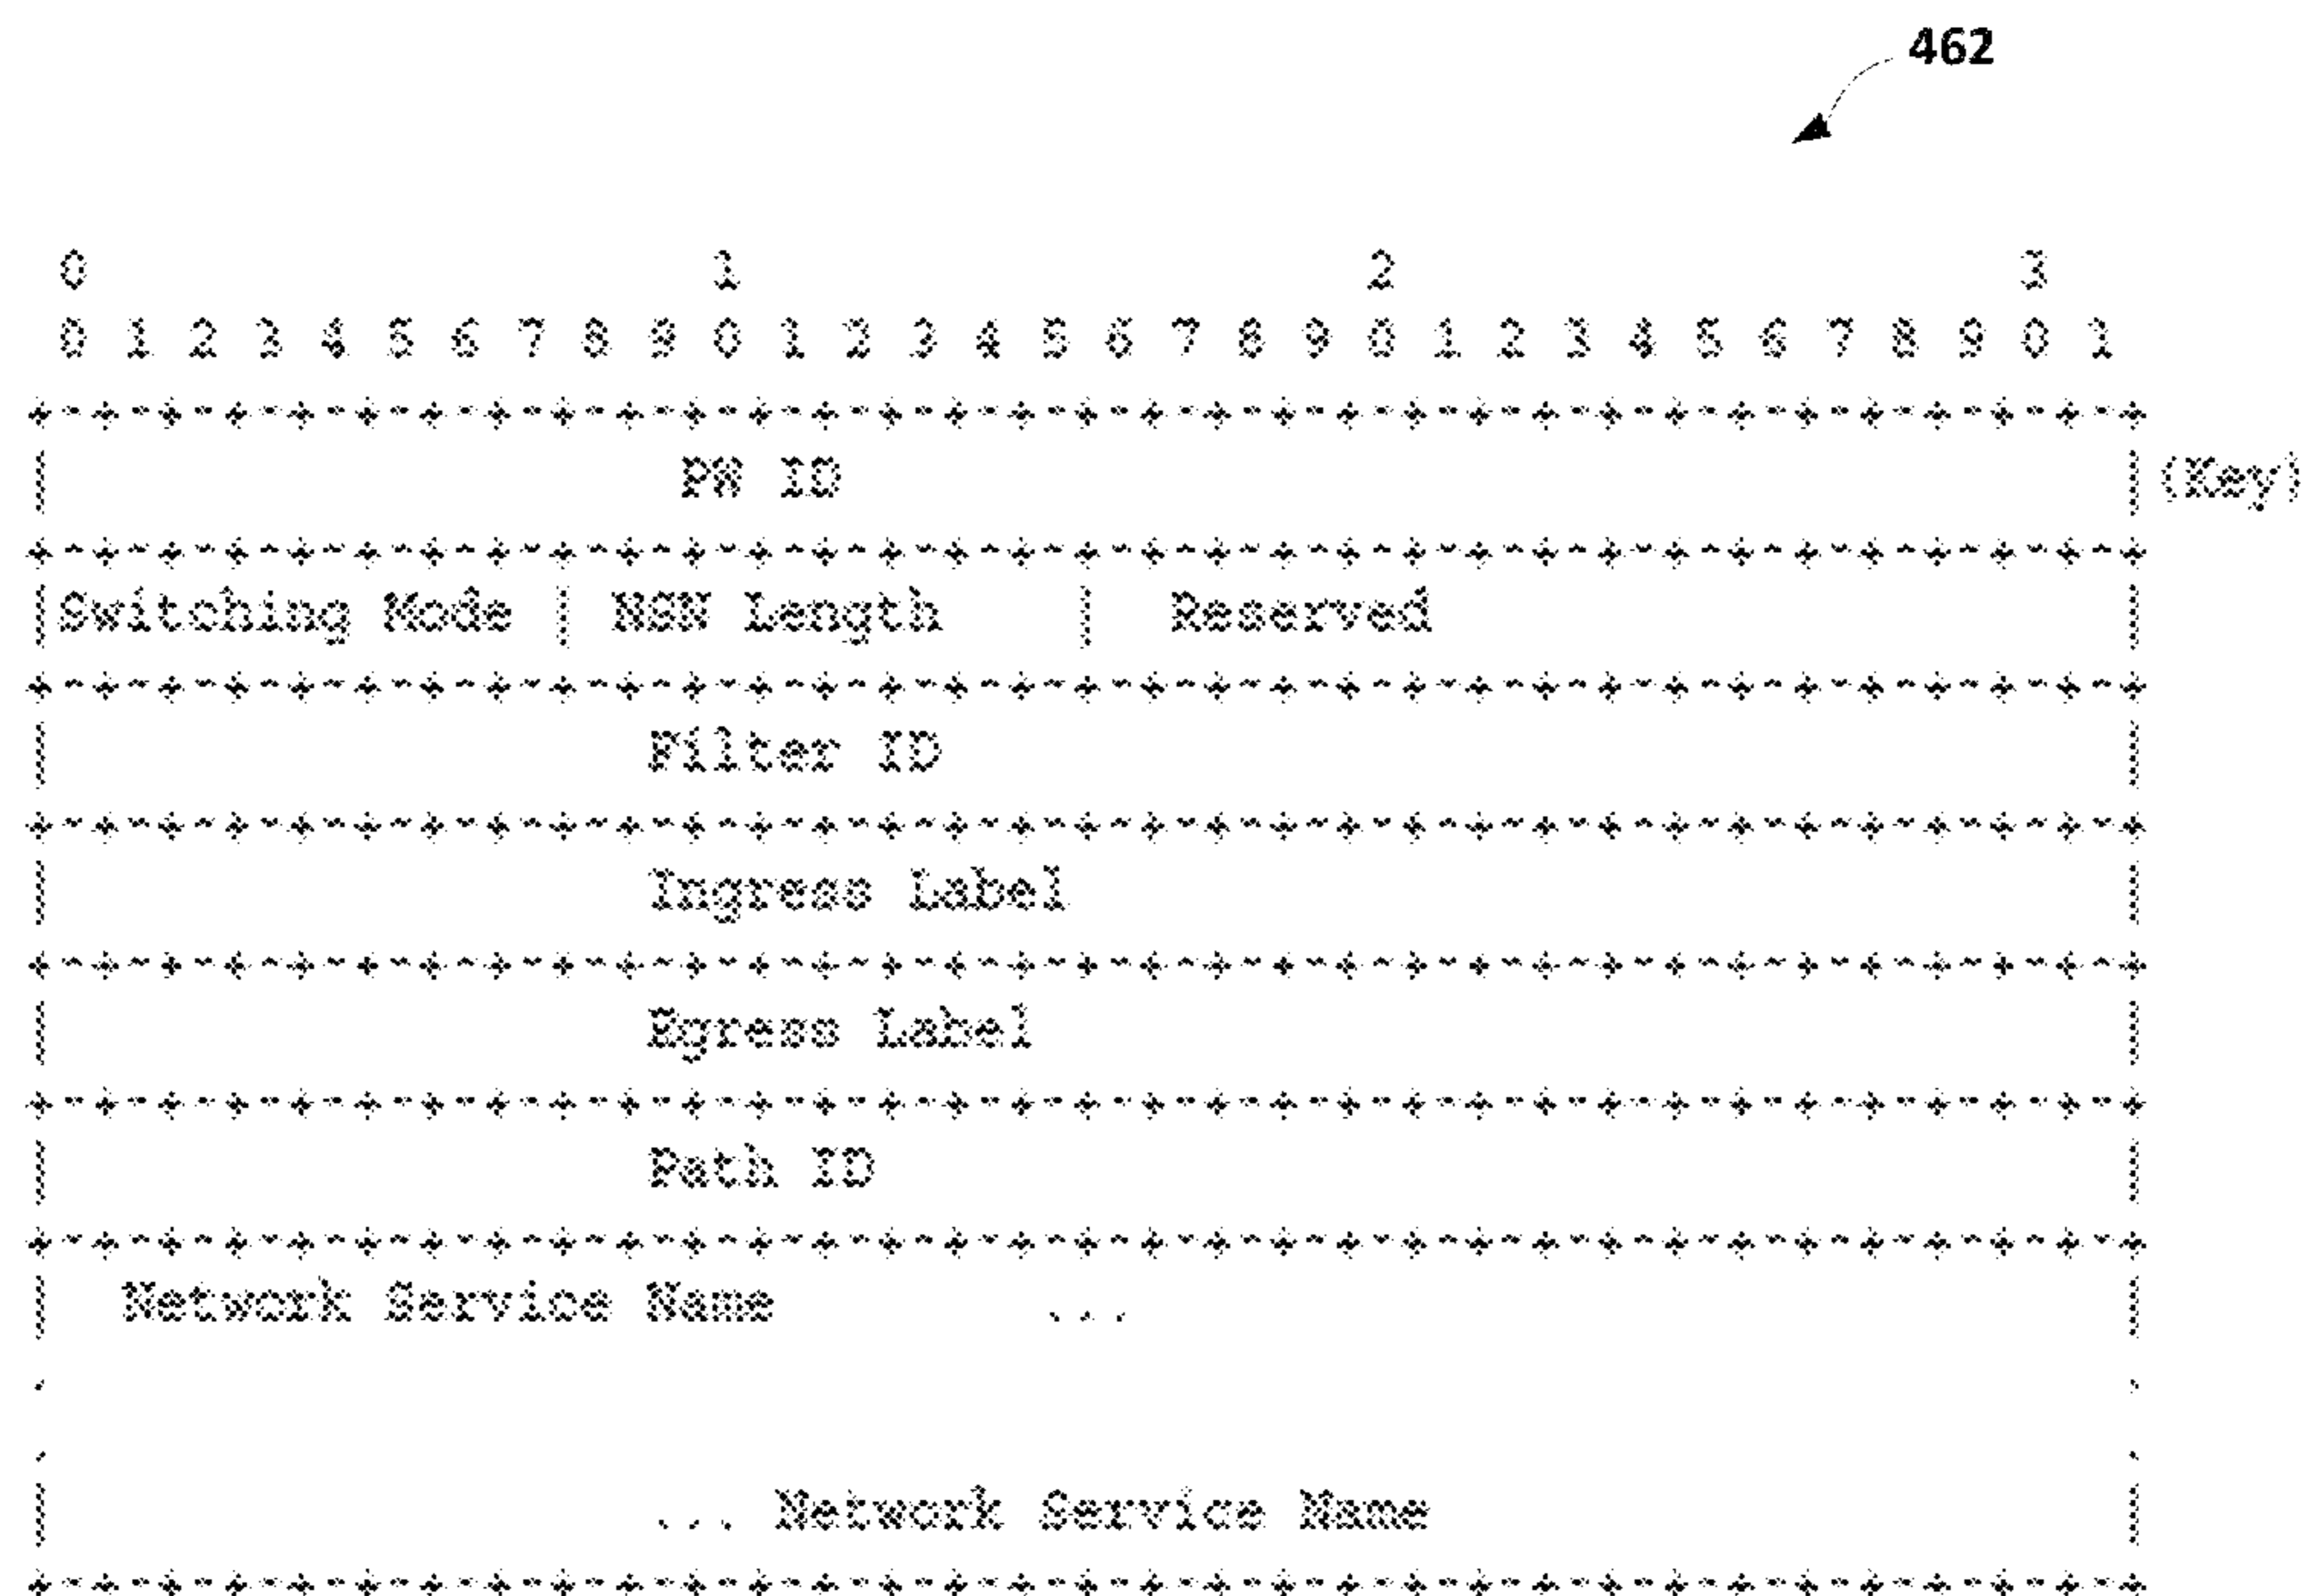 462
0 1 2 3
0 1 2 3 4 5 6 7 8 9 0 1 2 3 4 5 6 7 8 9 0 1 2 3 4 5 6 7 8 9 0 1
+-+-+-+-+-+-+-+-+-+-+-+-+-+-+-+-+-+-+-+-+-+-+-+-+-+-+-+-+-+-+-+-+
| PW ID | (Key)
+-+-+-+-+-+-+-+-+-+-+-+-+-+-+-+-+-+-+-+-+-+-+-+-+-+-+-+-+-+-+-+-+
|Switching Mode | NSN Length | Reserved |
+-+-+-+-+-+-+-+-+-+-+-+-+-+-+-+-+-+-+-+-+-+-+-+-+-+-+-+-+-+-+-+-+
| Filter ID |
+-+-+-+-+-+-+-+-+-+-+-+-+-+-+-+-+-+-+-+-+-+-+-+-+-+-+-+-+-+-+-+-+
| Ingress Label |
+-+-+-+-+-+-+-+-+-+-+-+-+-+-+-+-+-+-+-+-+-+-+-+-+-+-+-+-+-+-+-+-+
| Egress Label |
+-+-+-+-+-+-+-+-+-+-+-+-+-+-+-+-+-+-+-+-+-+-+-+-+-+-+-+-+-+-+-+-+
| Path ID |
+-+-+-+-+-+-+-+-+-+-+-+-+-+-+-+-+-+-+-+-+-+-+-+-+-+-+-+-+-+-+-+-+
| Network Service Name ... |
. .
. .
| ... Network Service Name |
+-+-+-+-+-+-+-+-+-+-+-+-+-+-+-+-+-+-+-+-+-+-+-+-+-+-+-+-+-+-+-+-+